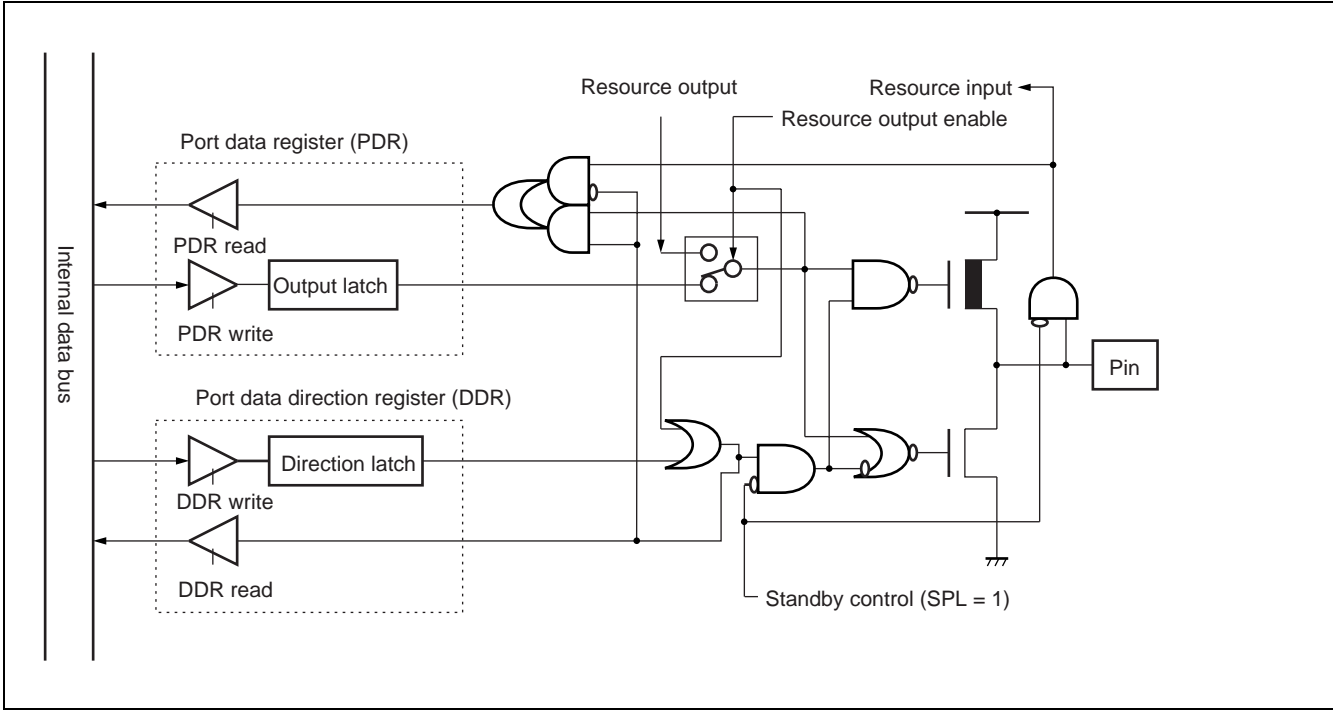 Resource output
Resource input
Resource output enable
Port data register (PDR)
PDR read
Output latch
PDR write
Internal data bus
Pin
Port data direction register (DDR)
Direction latch
DDR write
DDR read
Standby control (SPL = 1)